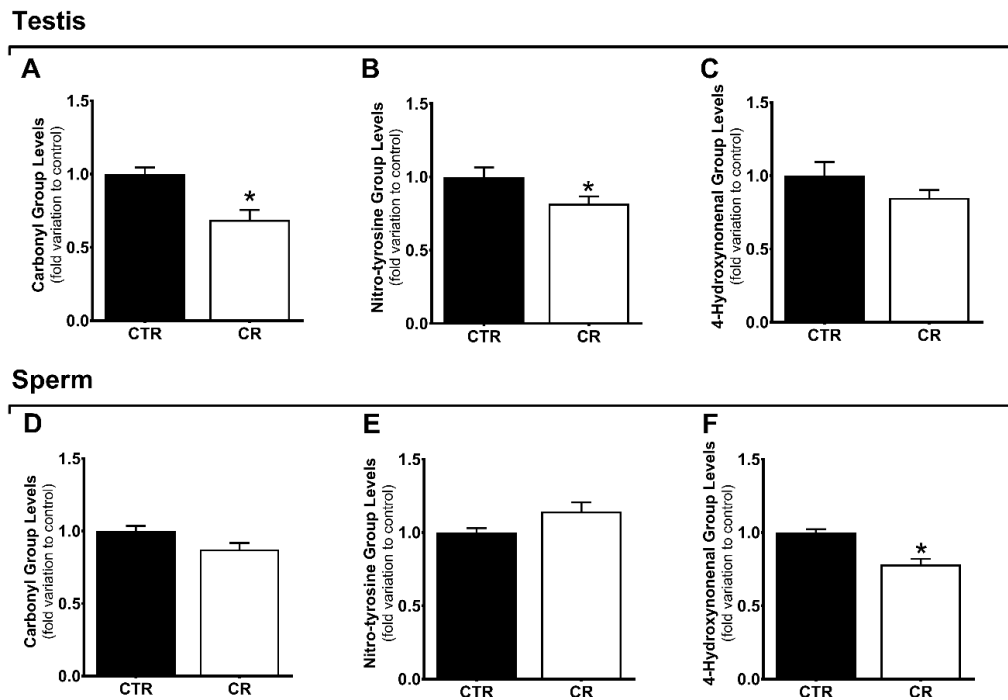 Testis
A
B
C
Carbonyl Group Levels
(fold variation to control)
1.5
1.0
0.5
0.0
*
CTR
CR
Nitro-tyrosine Group Levels
(fold variation to control)
1.5
1.0
0.5
0.0
*
CTR
CR
4-Hydroxynonenal Group Levels
(fold variation to control)
1.5
1.0
0.5
0.0
CTR
CR
Sperm
D
E
F
Carbonyl Group Levels
(fold variation to control)
1.5
1.0
0.5
0.0
CTR
CR
Nitro-tyrosine Group Levels
(fold variation to control)
1.5
1.0
0.5
0.0
CTR
CR
4-Hydroxynonenal Group Levels
(fold variation to control)
1.5
1.0
0.5
0.0
*
CTR
CR